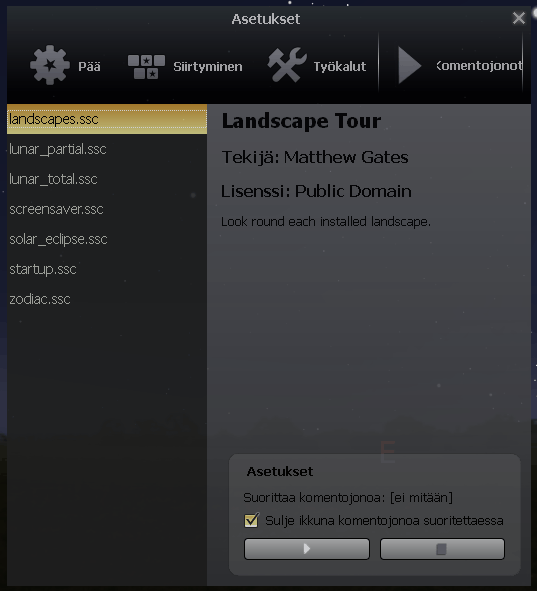 Asetukset
Pää
Siirtyminen
Työkalut
Komentojonot
landscapes.ssc
lunar_partial.ssc
lunar_total.ssc
screensaver.ssc
solar_eclipse.ssc
startup.ssc
zodiac.ssc
Landscape Tour
Tekijä: Matthew Gates
Lisenssi: Public Domain
Look round each installed landscape.
E
Asetukset
Suorittaa komentojonoa: [ei mitään]
Sulje ikkuna komentojonoa suoritettaessa